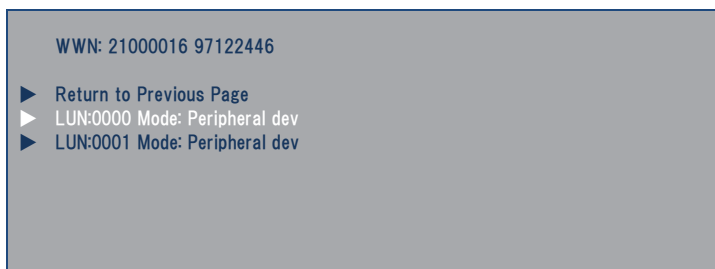 WWN: 21000016 97122446
Return to Previous Page
LUN:0000 Mode: Peripheral dev
LUN:0001 Mode: Peripheral dev